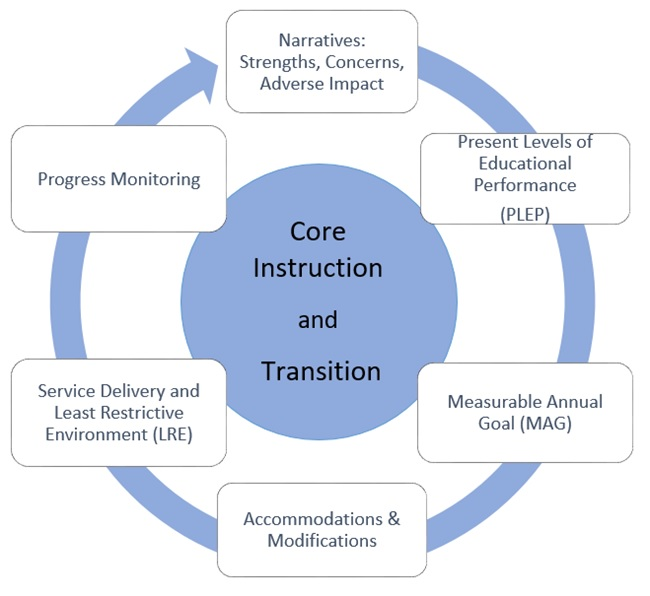 Narratives:
Strengths, Concerns,
Adverse Impact
Present Levels of
Educational
Performance
(PLEP)
Measurable Annual
Goal (MAG)
Accommodations &
Modifications
Service Delivery and
Least Restrictive
Environment (LRE)
Progress Monitoring
Core
Instruction
and
Transition